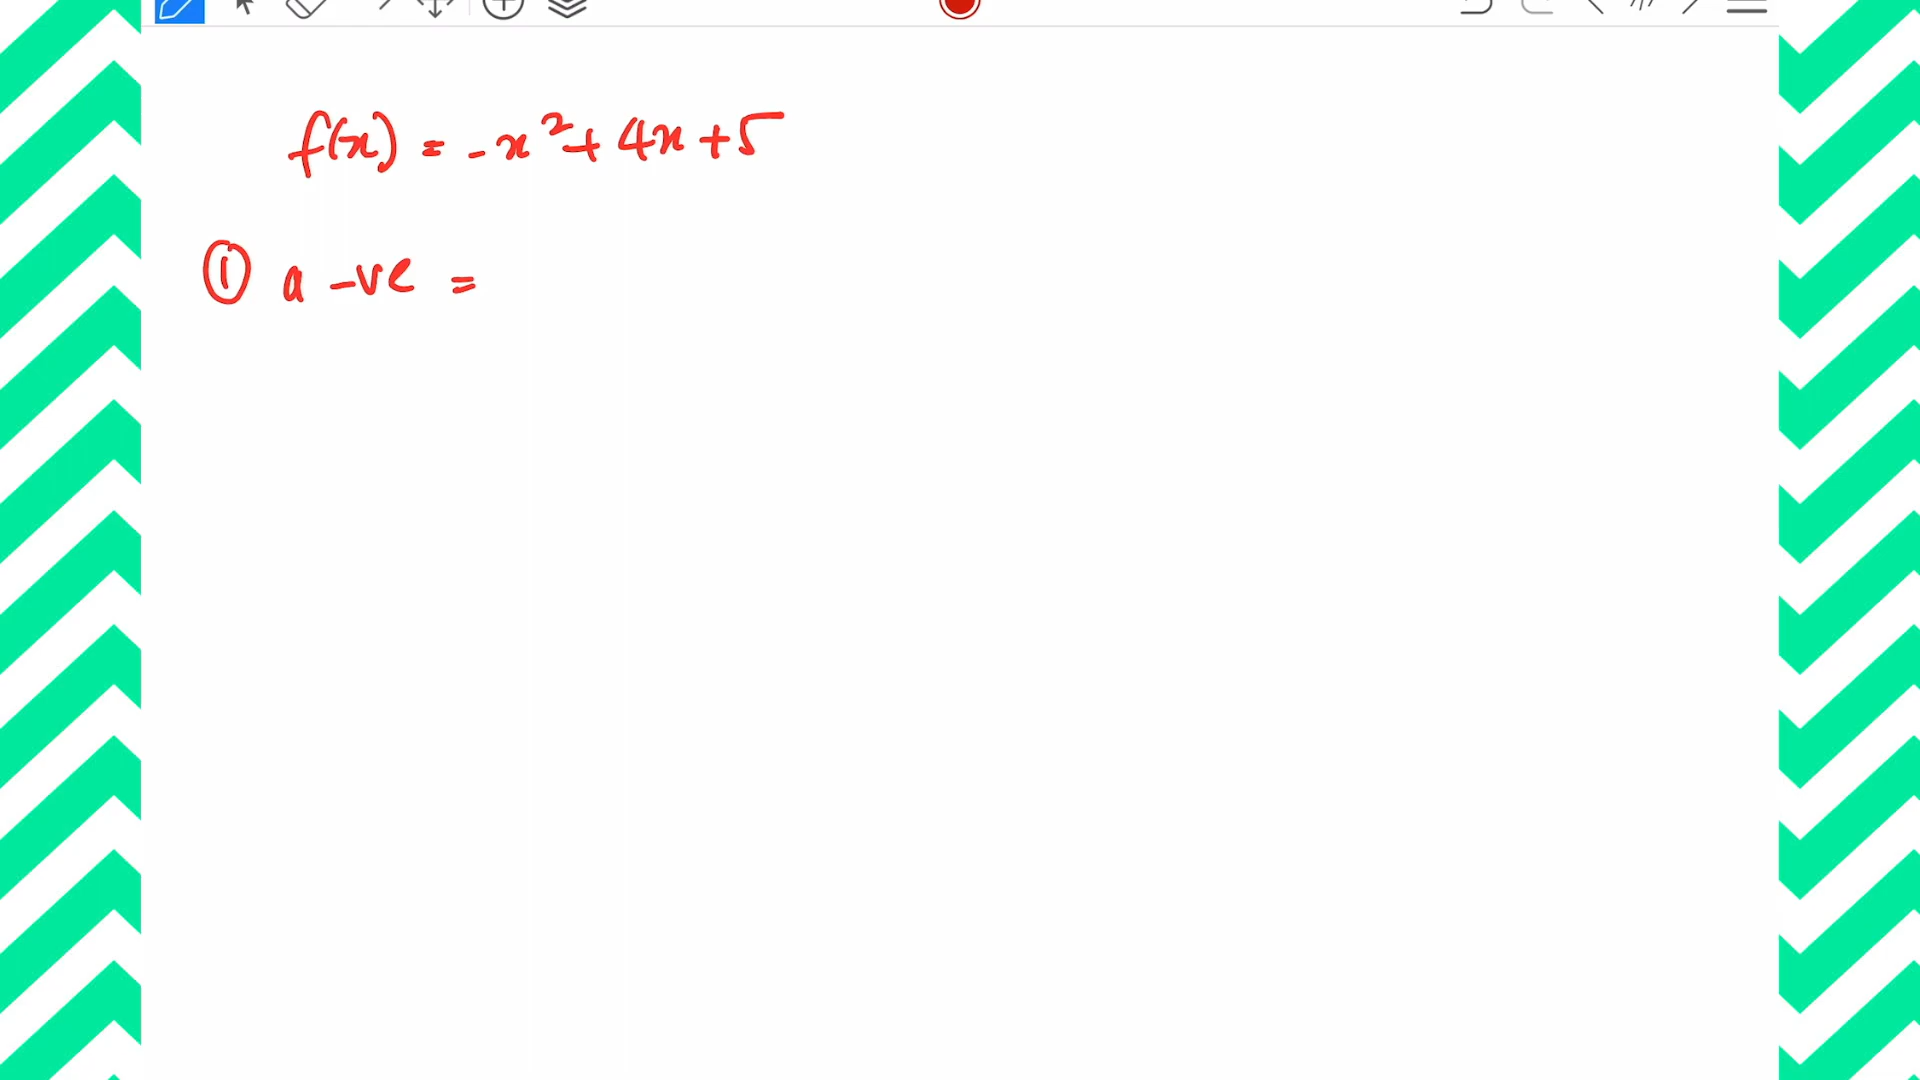 f(x) = -x² + 4x + 5
① a -ve =